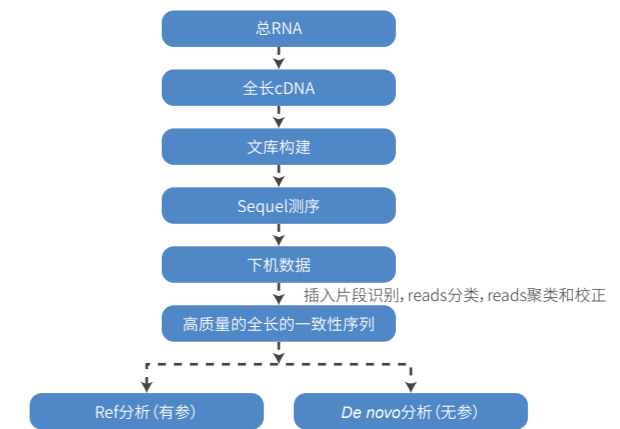 总RNA
全长cDNA
文库构建
Sequel测序
下机数据
插入片段识别，reads分类，reads聚类和校正
高质量的全长的一致性序列
Ref分析（有参）
De novo分析（无参）